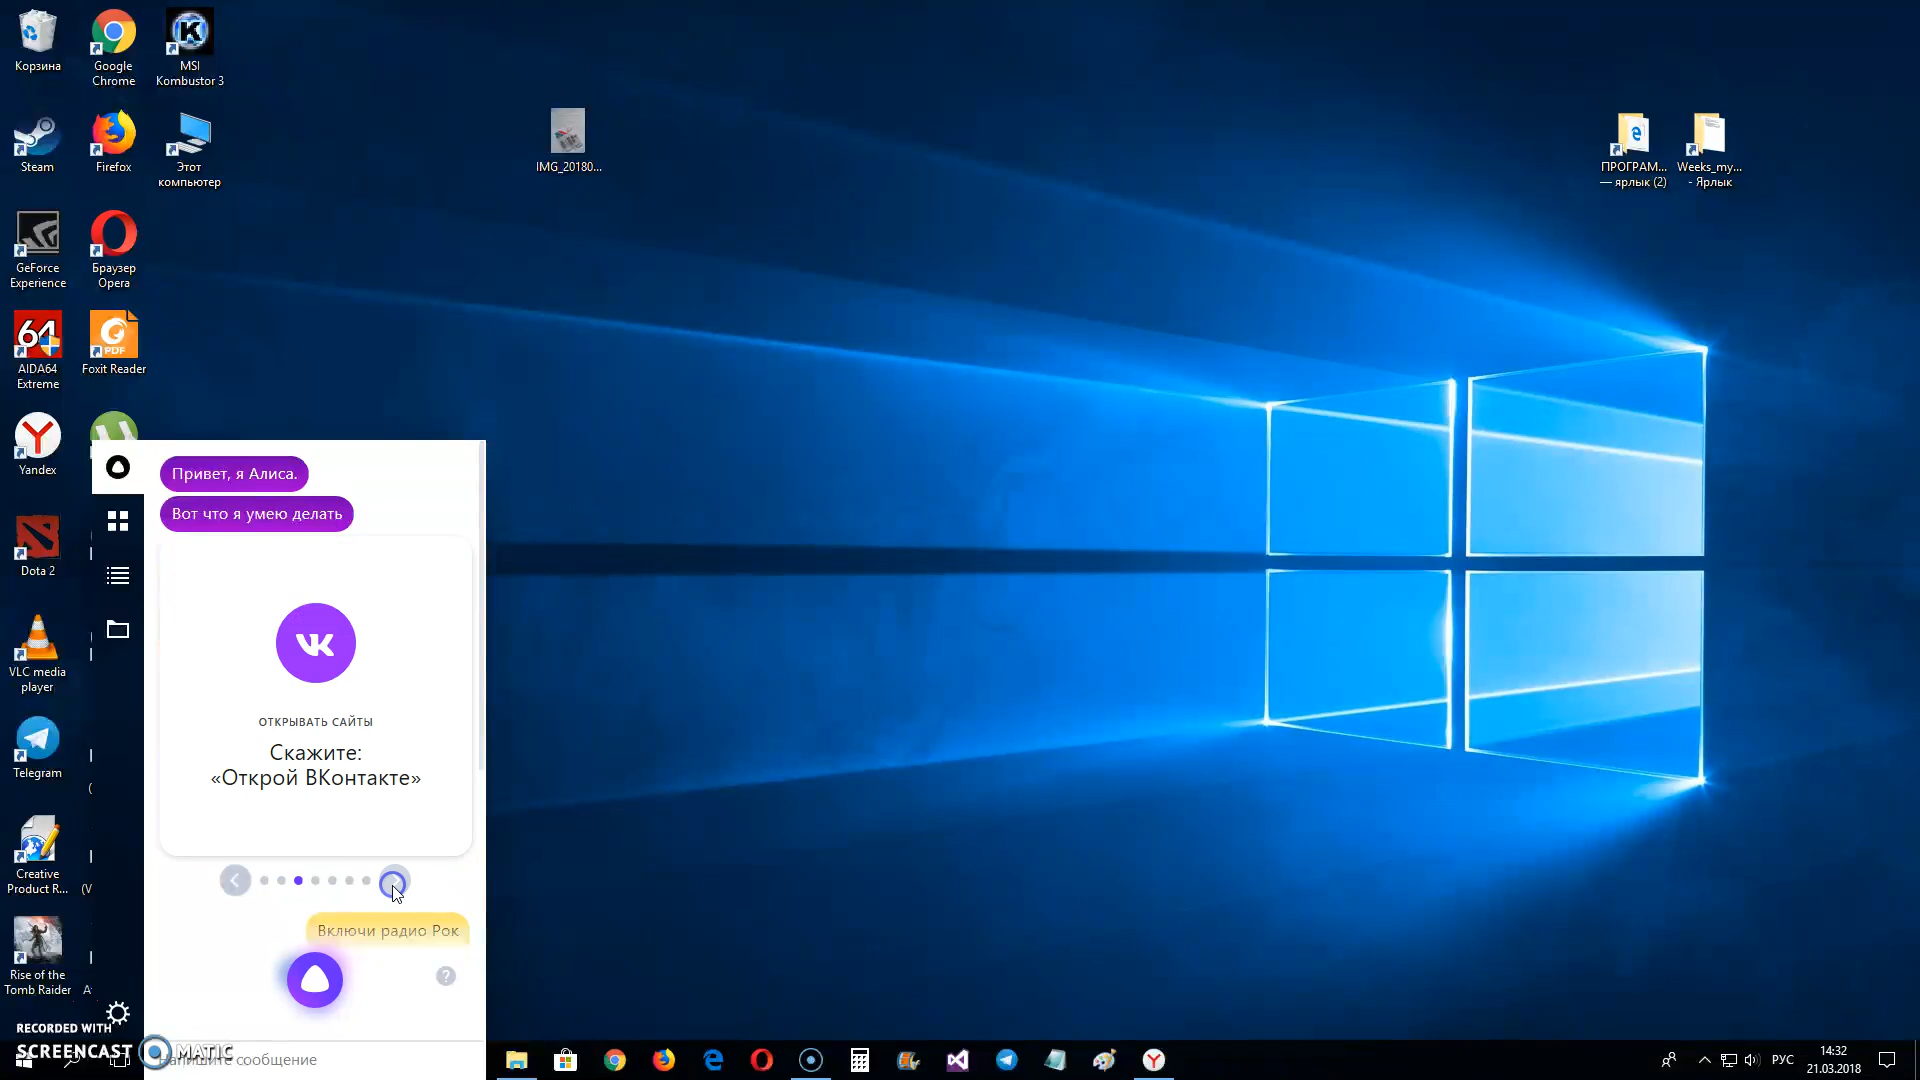 Корзина
Google
Chrome
MSI
Kombustor 3
Steam
Firefox
Этот
компьютер
IMG_20180...
ПРОГРАМ...
— ярлык (2)
Weeks_my...
- Ярлык
GeForce
Experience
Браузер
Opera
64
AIDA64
Extreme
PDF
Foxit Reader
Yandex
Dota 2
VLC media
player
Telegram
Creative
Product R...
Rise of the
Tomb Raider
Привет, я Алиса.
Вот что я умею делать
ОТКРЫВАТЬ САЙТЫ
Скажите:
«Открой ВКонтакте»
Включи радио Рок
?
Напишите сообщение
RECORDED WITH
SCREENCAST MATIC
РУС
14:32
21.03.2018